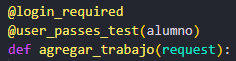 @login_required
@user_passes_test(alumno)
def agregar_trabajo(request):